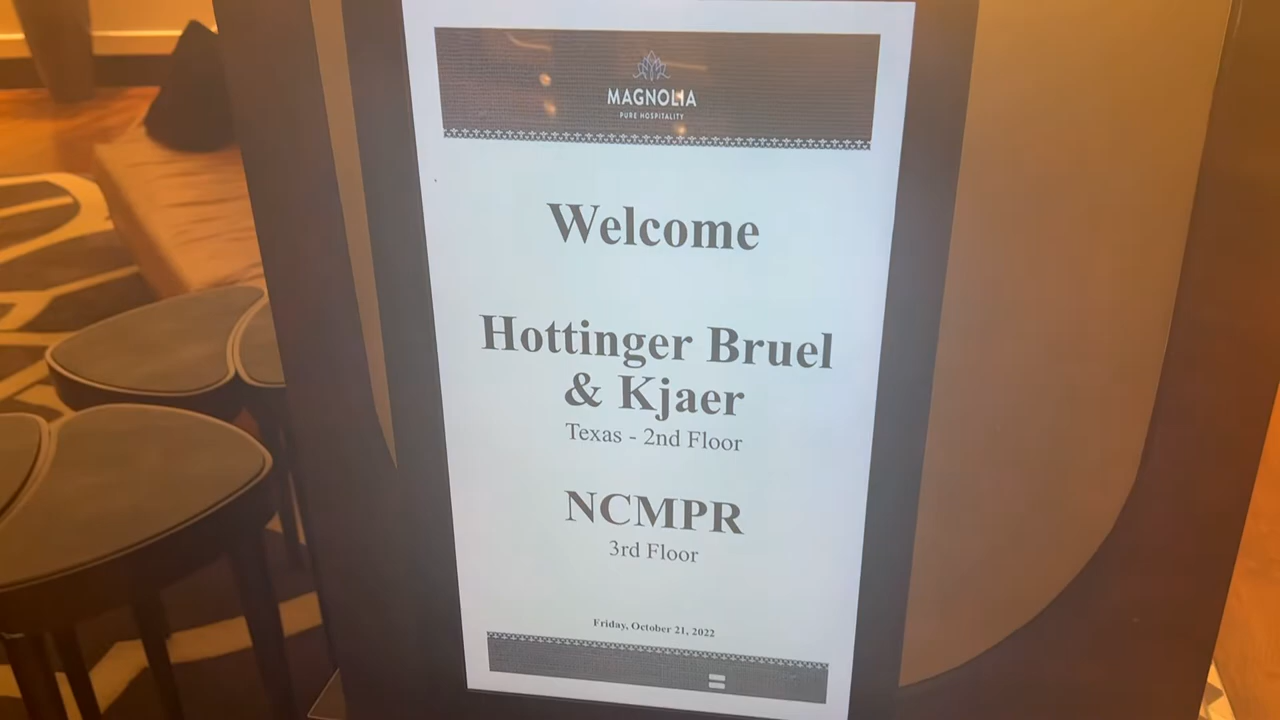 MAGNOLIA
PURE HOSPITALITY
Welcome
Hottinger Bruel
& Kjaer
Texas - 2nd Floor
NCMPR
3rd Floor
Friday, October 21, 2022